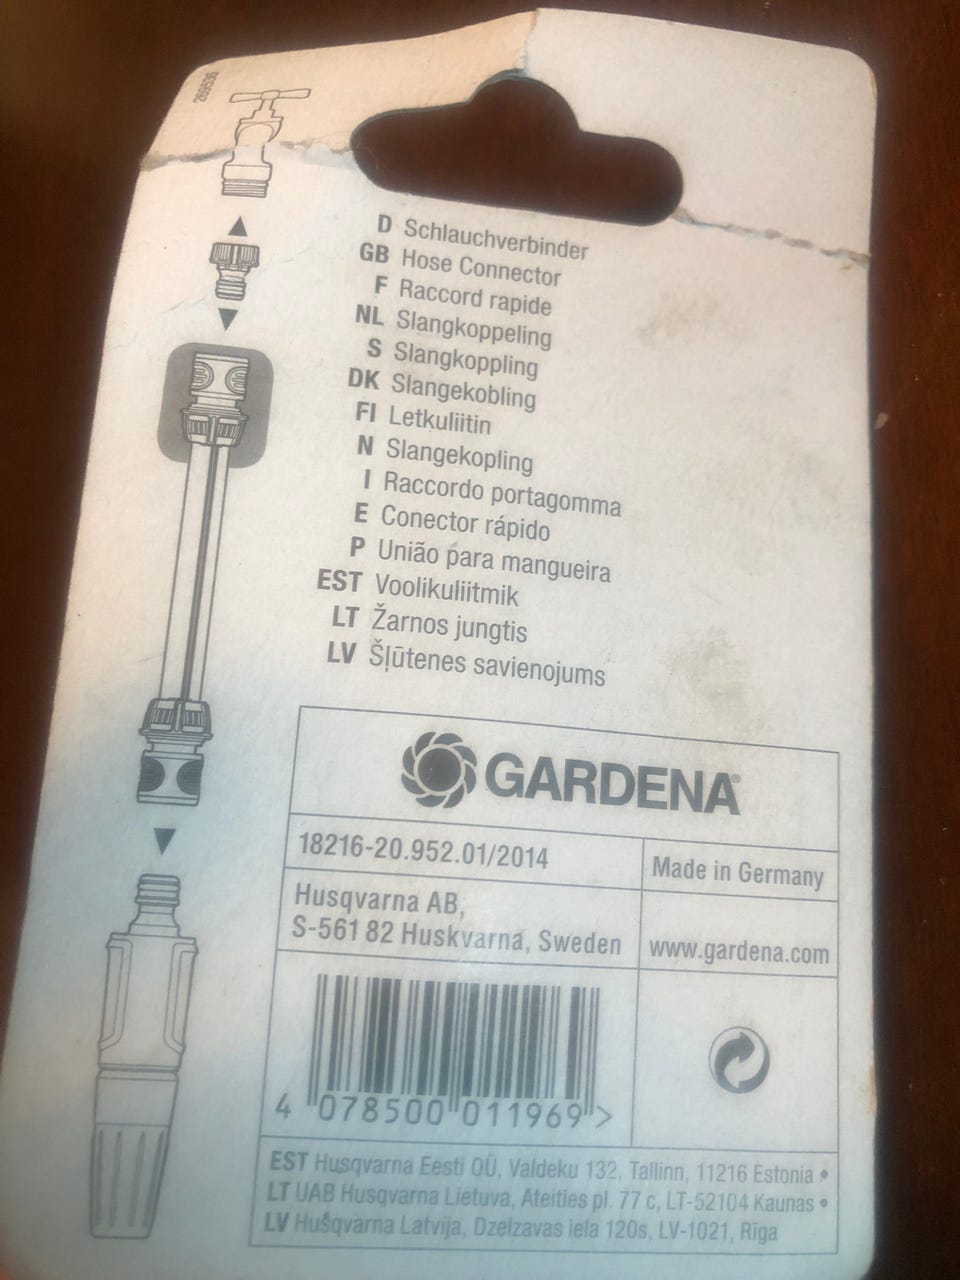 269536
D Schlauchverbinder
GB Hose Connector
F Raccord rapide
NL Slangkoppeling
S Slangkoppling
DK Slangekobling
FI Letkuliitin
N Slangekopling
I Raccordo portagomma
E Conector rápido
P União para mangueira
EST Voolikuliitmik
LT Žarnos jungtis
LV Šļūtenes savienojums
GARDENA®
18216-20.952.01/2014
Made in Germany
Husqvarna AB,
S-561 82 Huskvarna, Sweden
www.gardena.com
4 078500 011969 >
EST Husqvarna Eesti OÜ, Valdeku 132, Tallinn, 11216 Estonia •
LT UAB Husqvarna Lietuva, Ateities pl. 77 c, LT-52104 Kaunas •
LV Hušqvarna Latvija, Dzelzavas iela 120s, LV-1021, Rīga